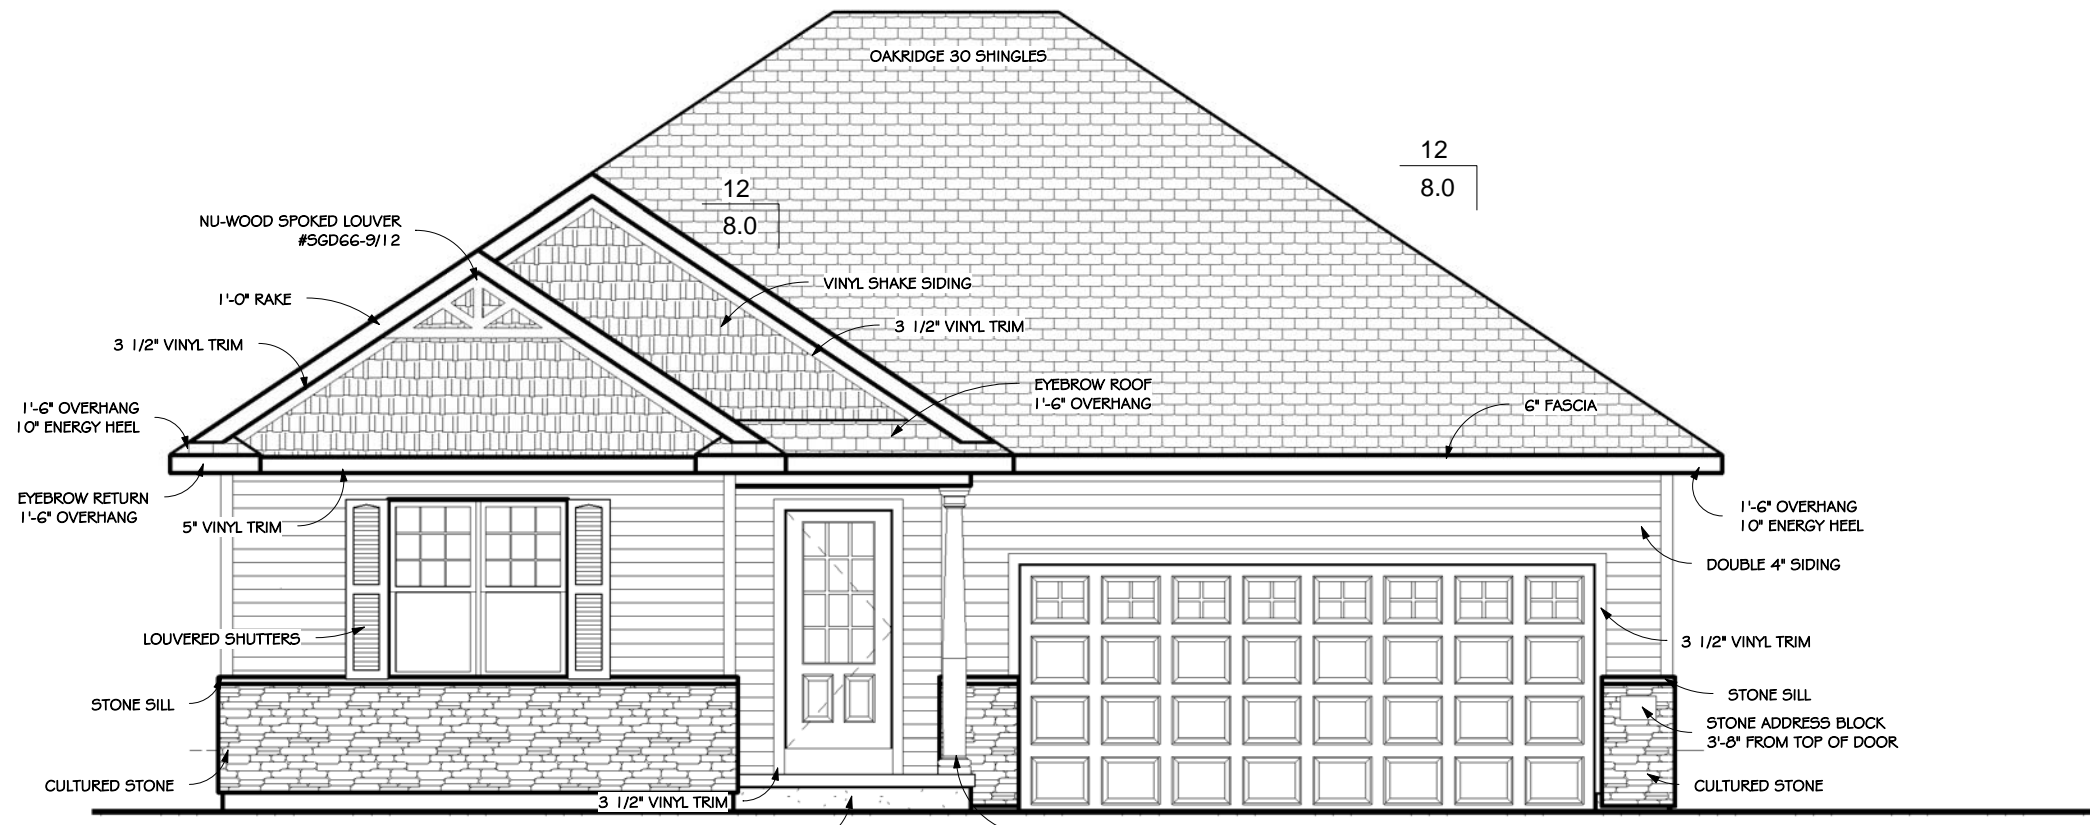 OAKRIDGE 30 SHINGLES
12
8.0
12
8.0
NU-WOOD SPOKED LOUVER
#SGD66-9/12
VINYL SHAKE SIDING
1'-0" RAKE
3 1/2" VINYL TRIM
3 1/2" VINYL TRIM
EYEBROW ROOF
1'-6" OVERHANG
6" FASCIA
1'-6" OVERHANG
10" ENERGY HEEL
EYEBROW RETURN
1'-6" OVERHANG
5" VINYL TRIM
1'-6" OVERHANG
10" ENERGY HEEL
DOUBLE 4" SIDING
LOUVERED SHUTTERS
3 1/2" VINYL TRIM
STONE SILL
STONE SILL
STONE ADDRESS BLOCK
3'-8" FROM TOP OF DOOR
CULTURED STONE
CULTURED STONE
3 1/2" VINYL TRIM